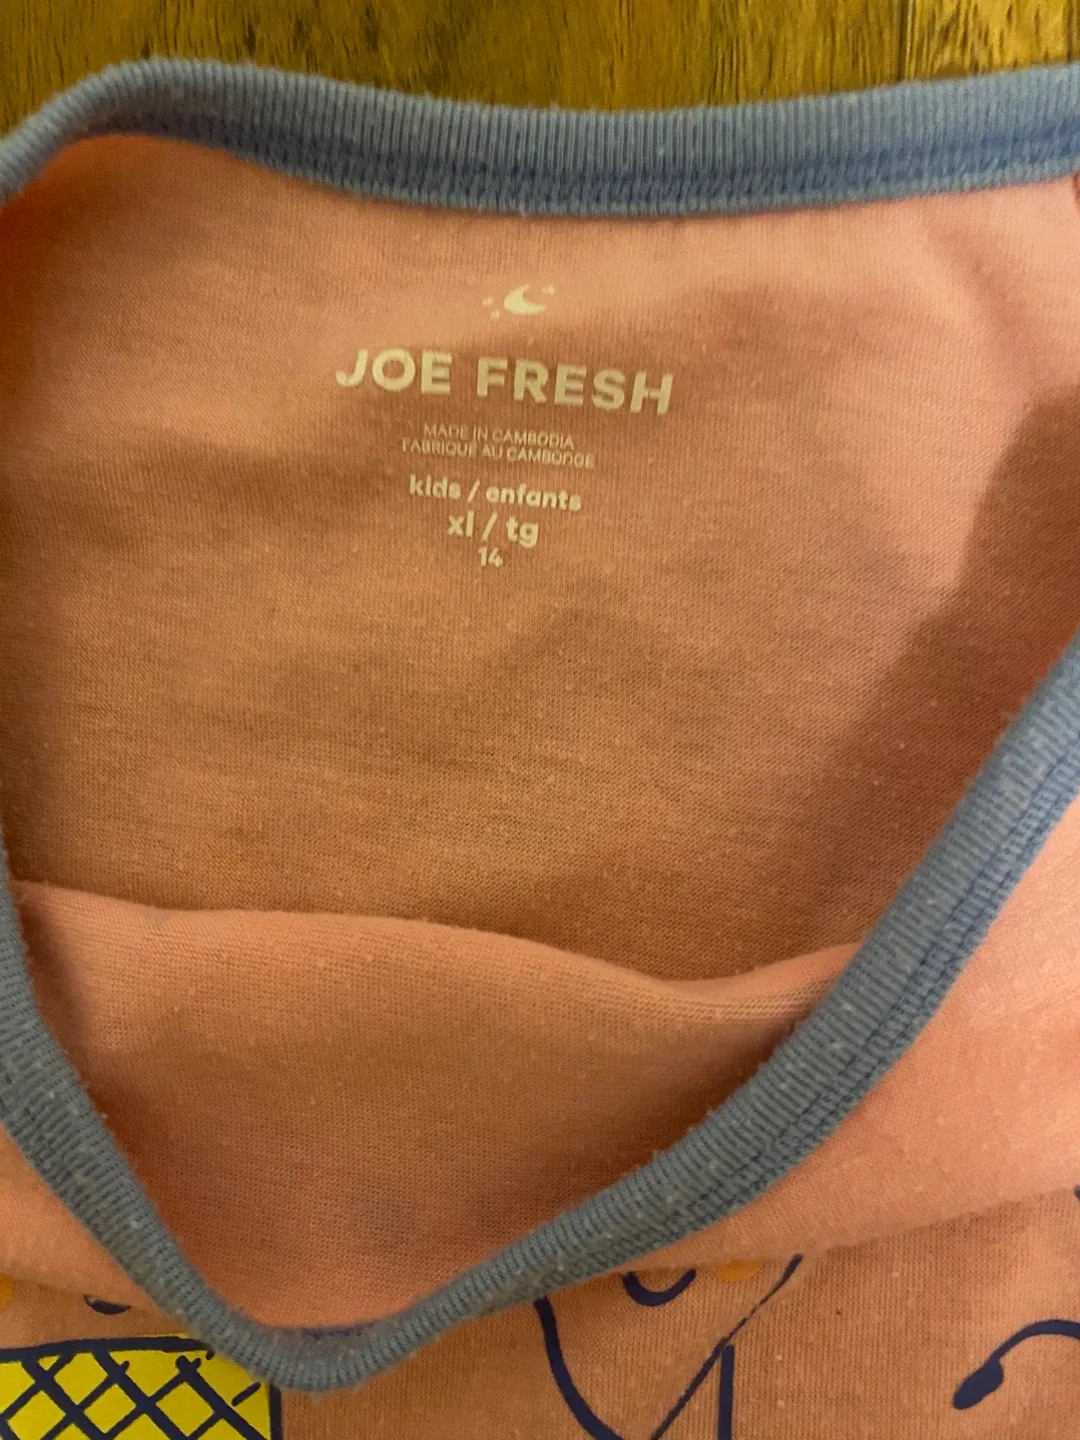 JOE FRESH
MADE IN CAMBODIA
FABRIQUÉ AU CAMBODGE
kids / enfants
xl / tg
14